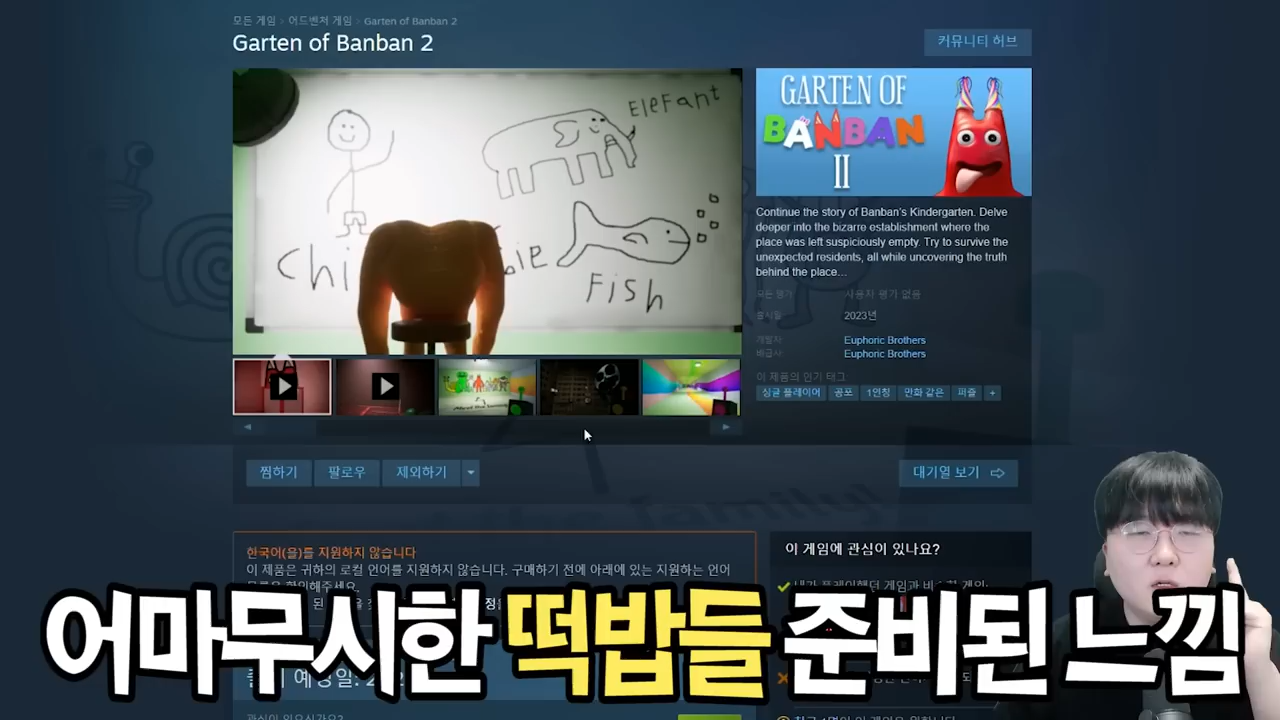 모든 게임 > 어드벤처 게임 > Garten of Banban 2
Garten of Banban 2
커뮤니티 허브
EleFant
Chi
bie
Fish
GARTEN OF
BANBAN
II
Continue the story of Banban's Kindergarten. Delve
deeper into the bizarre establishment where the
place was left suspiciously empty. Try to survive the
unexpected residents, all while uncovering the truth
behind the place...
모든 평가 사용자 평가 없음
출시일 2023년
개발자 Euphoric Brothers
배급사 Euphoric Brothers
이 제품의 인기 태그
싱글 플레이어 공포 1인칭 만화 같은 퍼즐 +
찜하기 팔로우 제외하기
대기열 보기
한국어(을)를 지원하지 않습니다
이 제품은 귀하의 로컬 언어를 지원하지 않습니다. 구매하기 전에 아래에 있는 지원하는 언어
이 게임에 관심이 있나요?
어마무시한 떡밥들 준비된 느낌